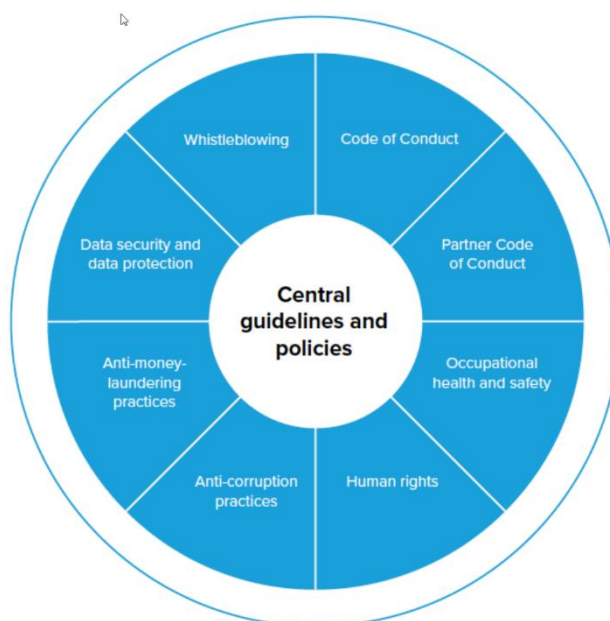 Whistleblowing
Code of Conduct
Data security and
data protection
Partner Code
of Conduct
Central
guidelines and
policies
Anti-money-
laundering
practices
Occupational
health and safety
Anti-corruption
practices
Human rights